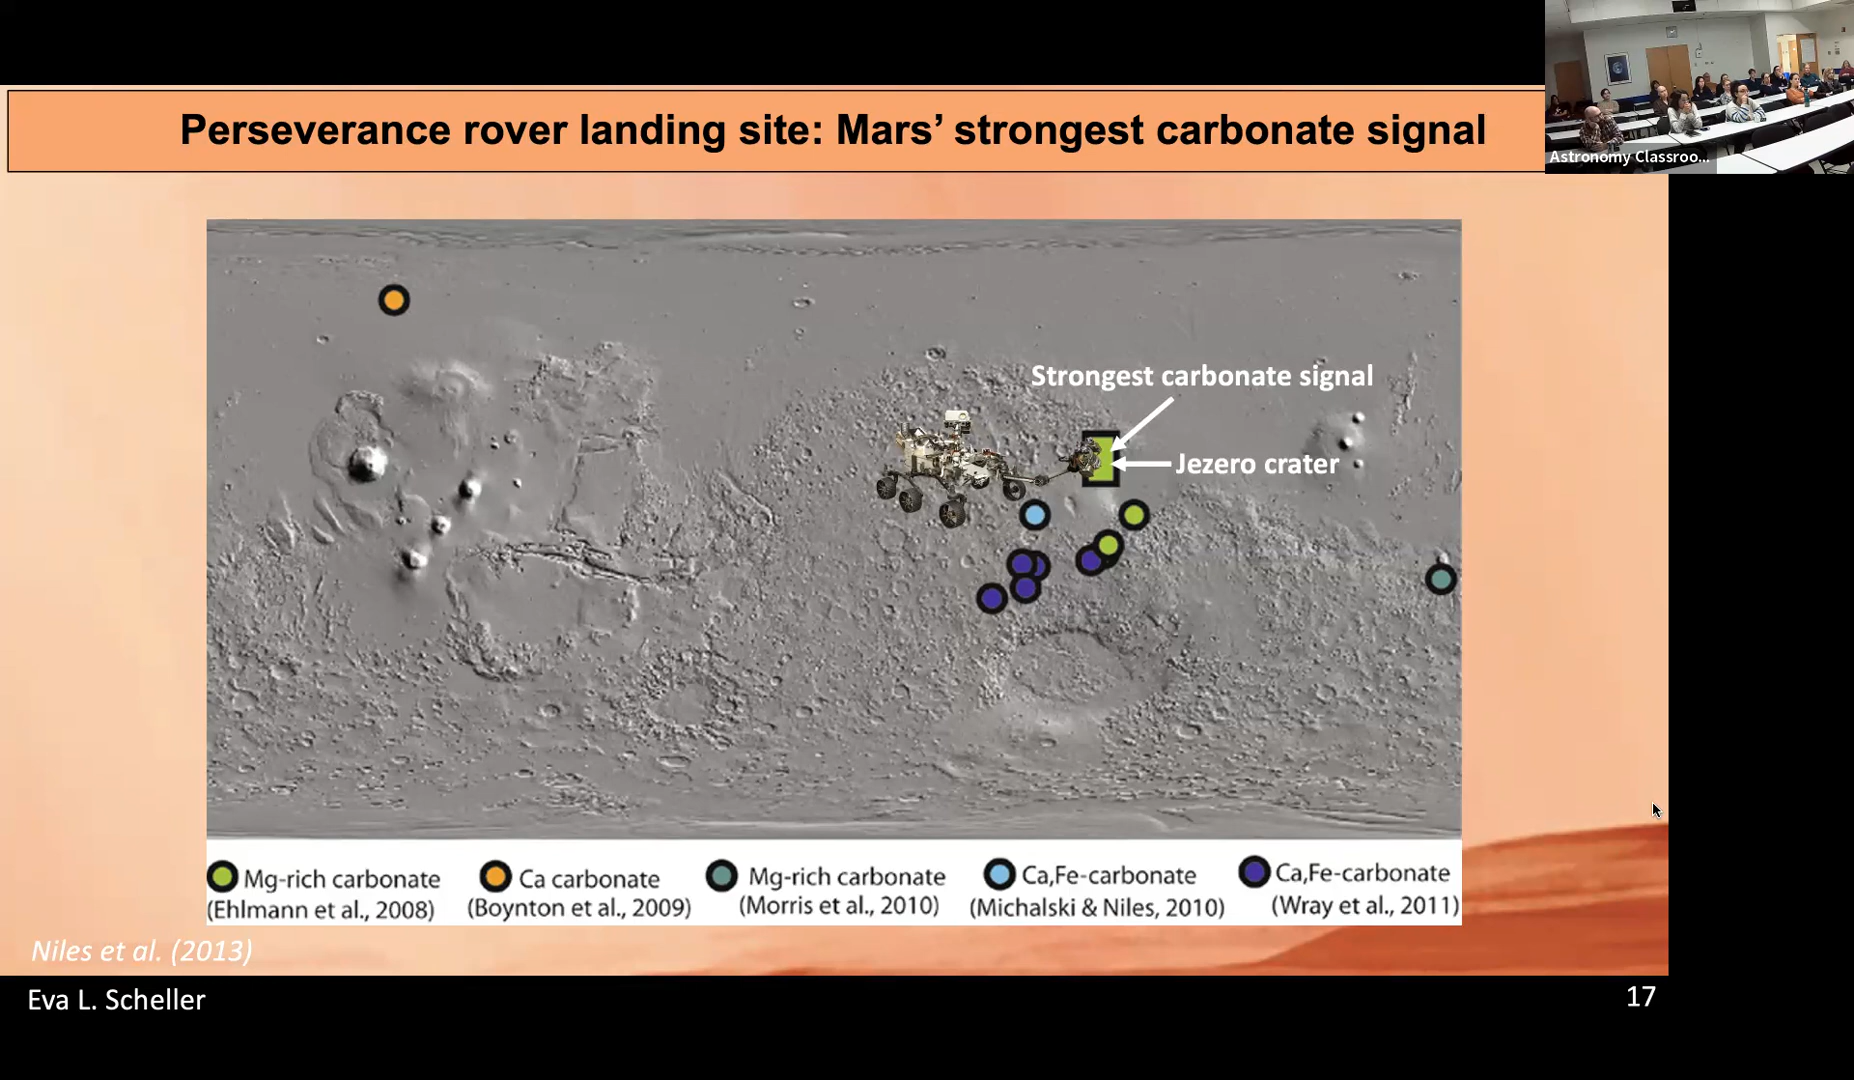 Perseverance rover landing site: Mars’ strongest carbonate signal
Astronomy Classroo...
Strongest carbonate signal
Jezero crater
Mg-rich carbonate
(Ehlmann et al., 2008)
Ca carbonate
(Boynton et al., 2009)
Mg-rich carbonate
(Morris et al., 2010)
Ca,Fe-carbonate
(Michalski & Niles, 2010)
Ca,Fe-carbonate
(Wray et al., 2011)
Niles et al. (2013)
Eva L. Scheller
17